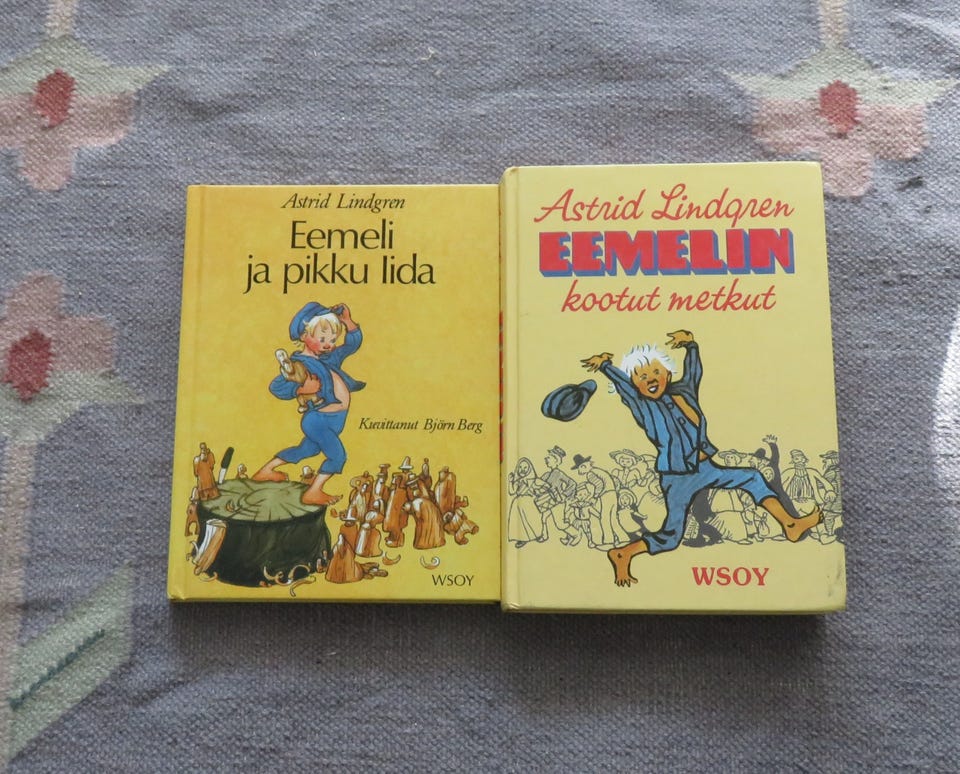 Astrid Lindgren
Eemeli
ja pikku Iida
Kuvittanut Björn Berg
WSOY
Astrid Lindgren
EEMELIN
kootut metkut
WSOY